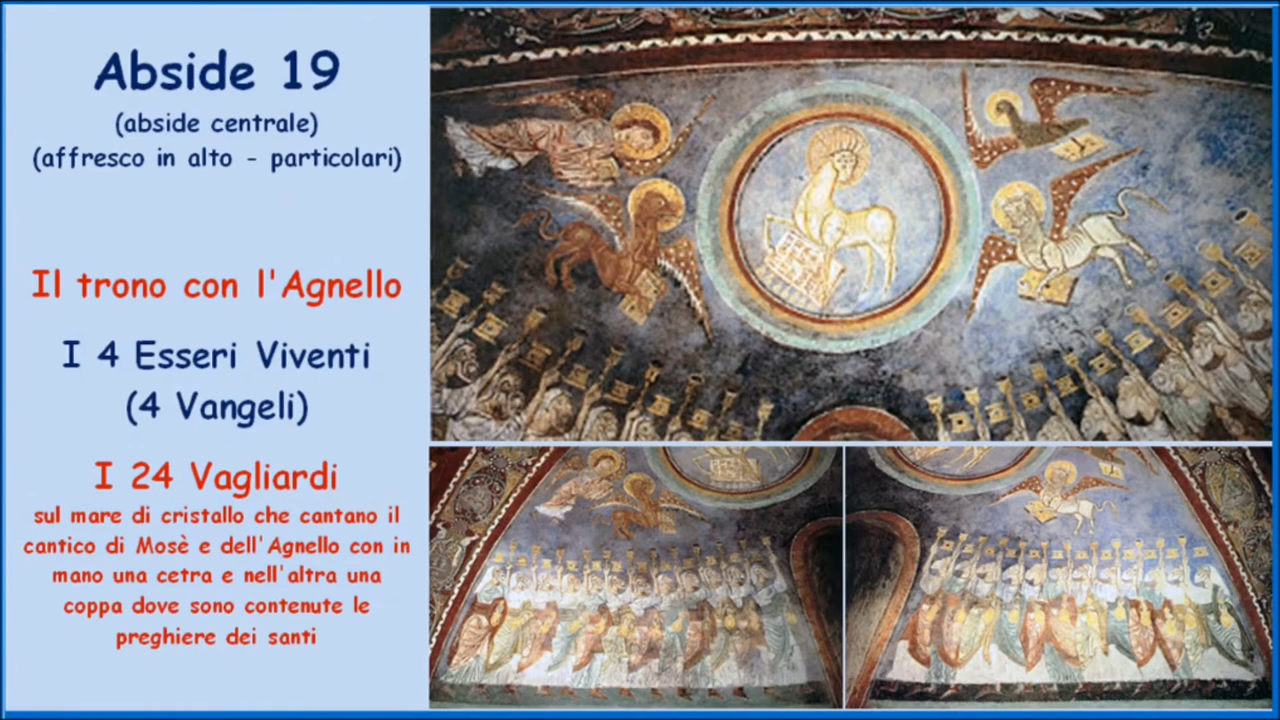 Abside 19
(abside centrale)
(affresco in alto - particolari)
Il trono con l'Agnello
I 4 Esseri Viventi
(4 Vangeli)
I 24 Vagliardi
sul mare di cristallo che cantano il
cantico di Mosè e dell'Agnello con in
mano una cetra e nell'altra una
coppa dove sono contenute le
preghiere dei santi